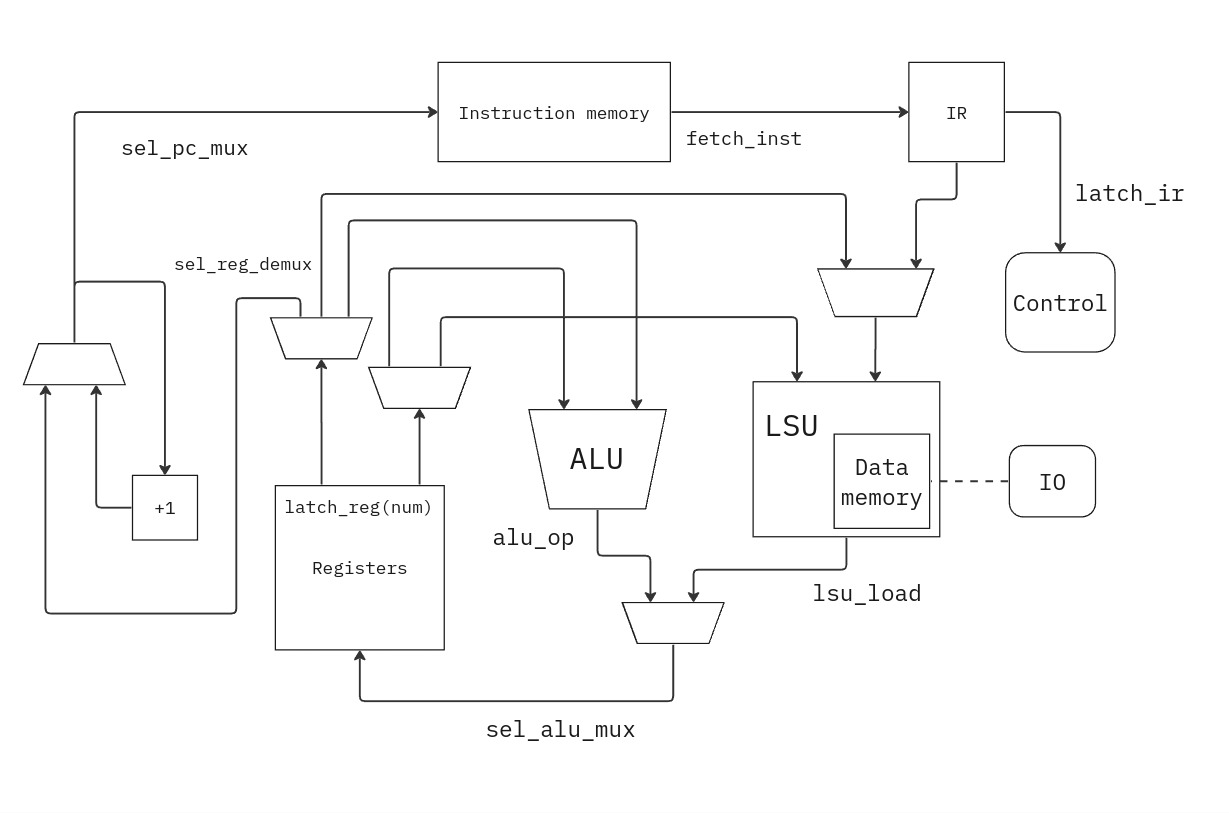 Instruction memory
IR
fetch_inst
sel_pc_mux
latch_ir
sel_reg_demux
Control
LSU
ALU
Data
memory
IO
+1
latch_reg(num)
alu_op
Registers
lsu_load
sel_alu_mux